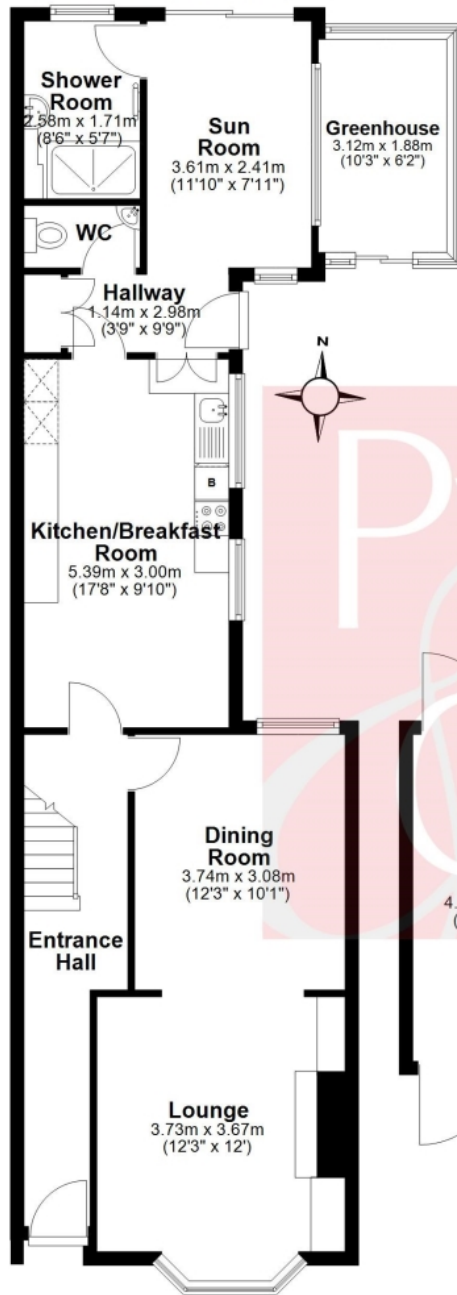 Shower
Room
2.58m x 1.71m
(8'6" x 5'7")
Sun
Room
3.61m x 2.41m
(11'10" x 7'11")
Greenhouse
3.12m x 1.88m
(10'3" x 6'2")
WC
Hallway
1.14m x 2.98m
(3'9" x 9'9")
N
B
Kitchen/Breakfast
Room
5.39m x 3.00m
(17'8" x 9'10")
P
Dining
Room
3.74m x 3.08m
(12'3" x 10'1")
4.
(
Entrance
Hall
Lounge
3.73m x 3.67m
(12'3" x 12')